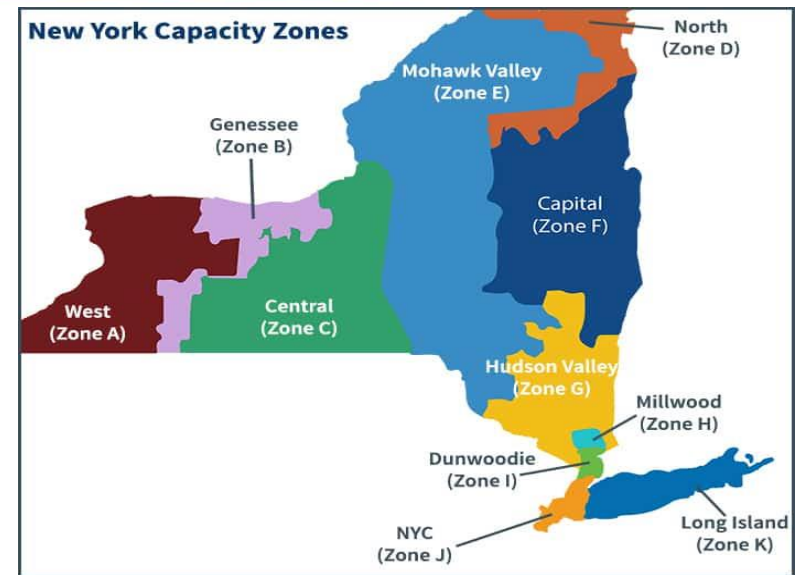 New York Capacity Zones
North
(Zone D)
Mohawk Valley
(Zone E)
Genessee
(Zone B)
Capital
(Zone F)
West
(Zone A)
Central
(Zone C)
Hudson Valley
(Zone G)
Millwood
(Zone H)
Dunwoodie
(Zone I)
NYC
(Zone J)
Long Island
(Zone K)